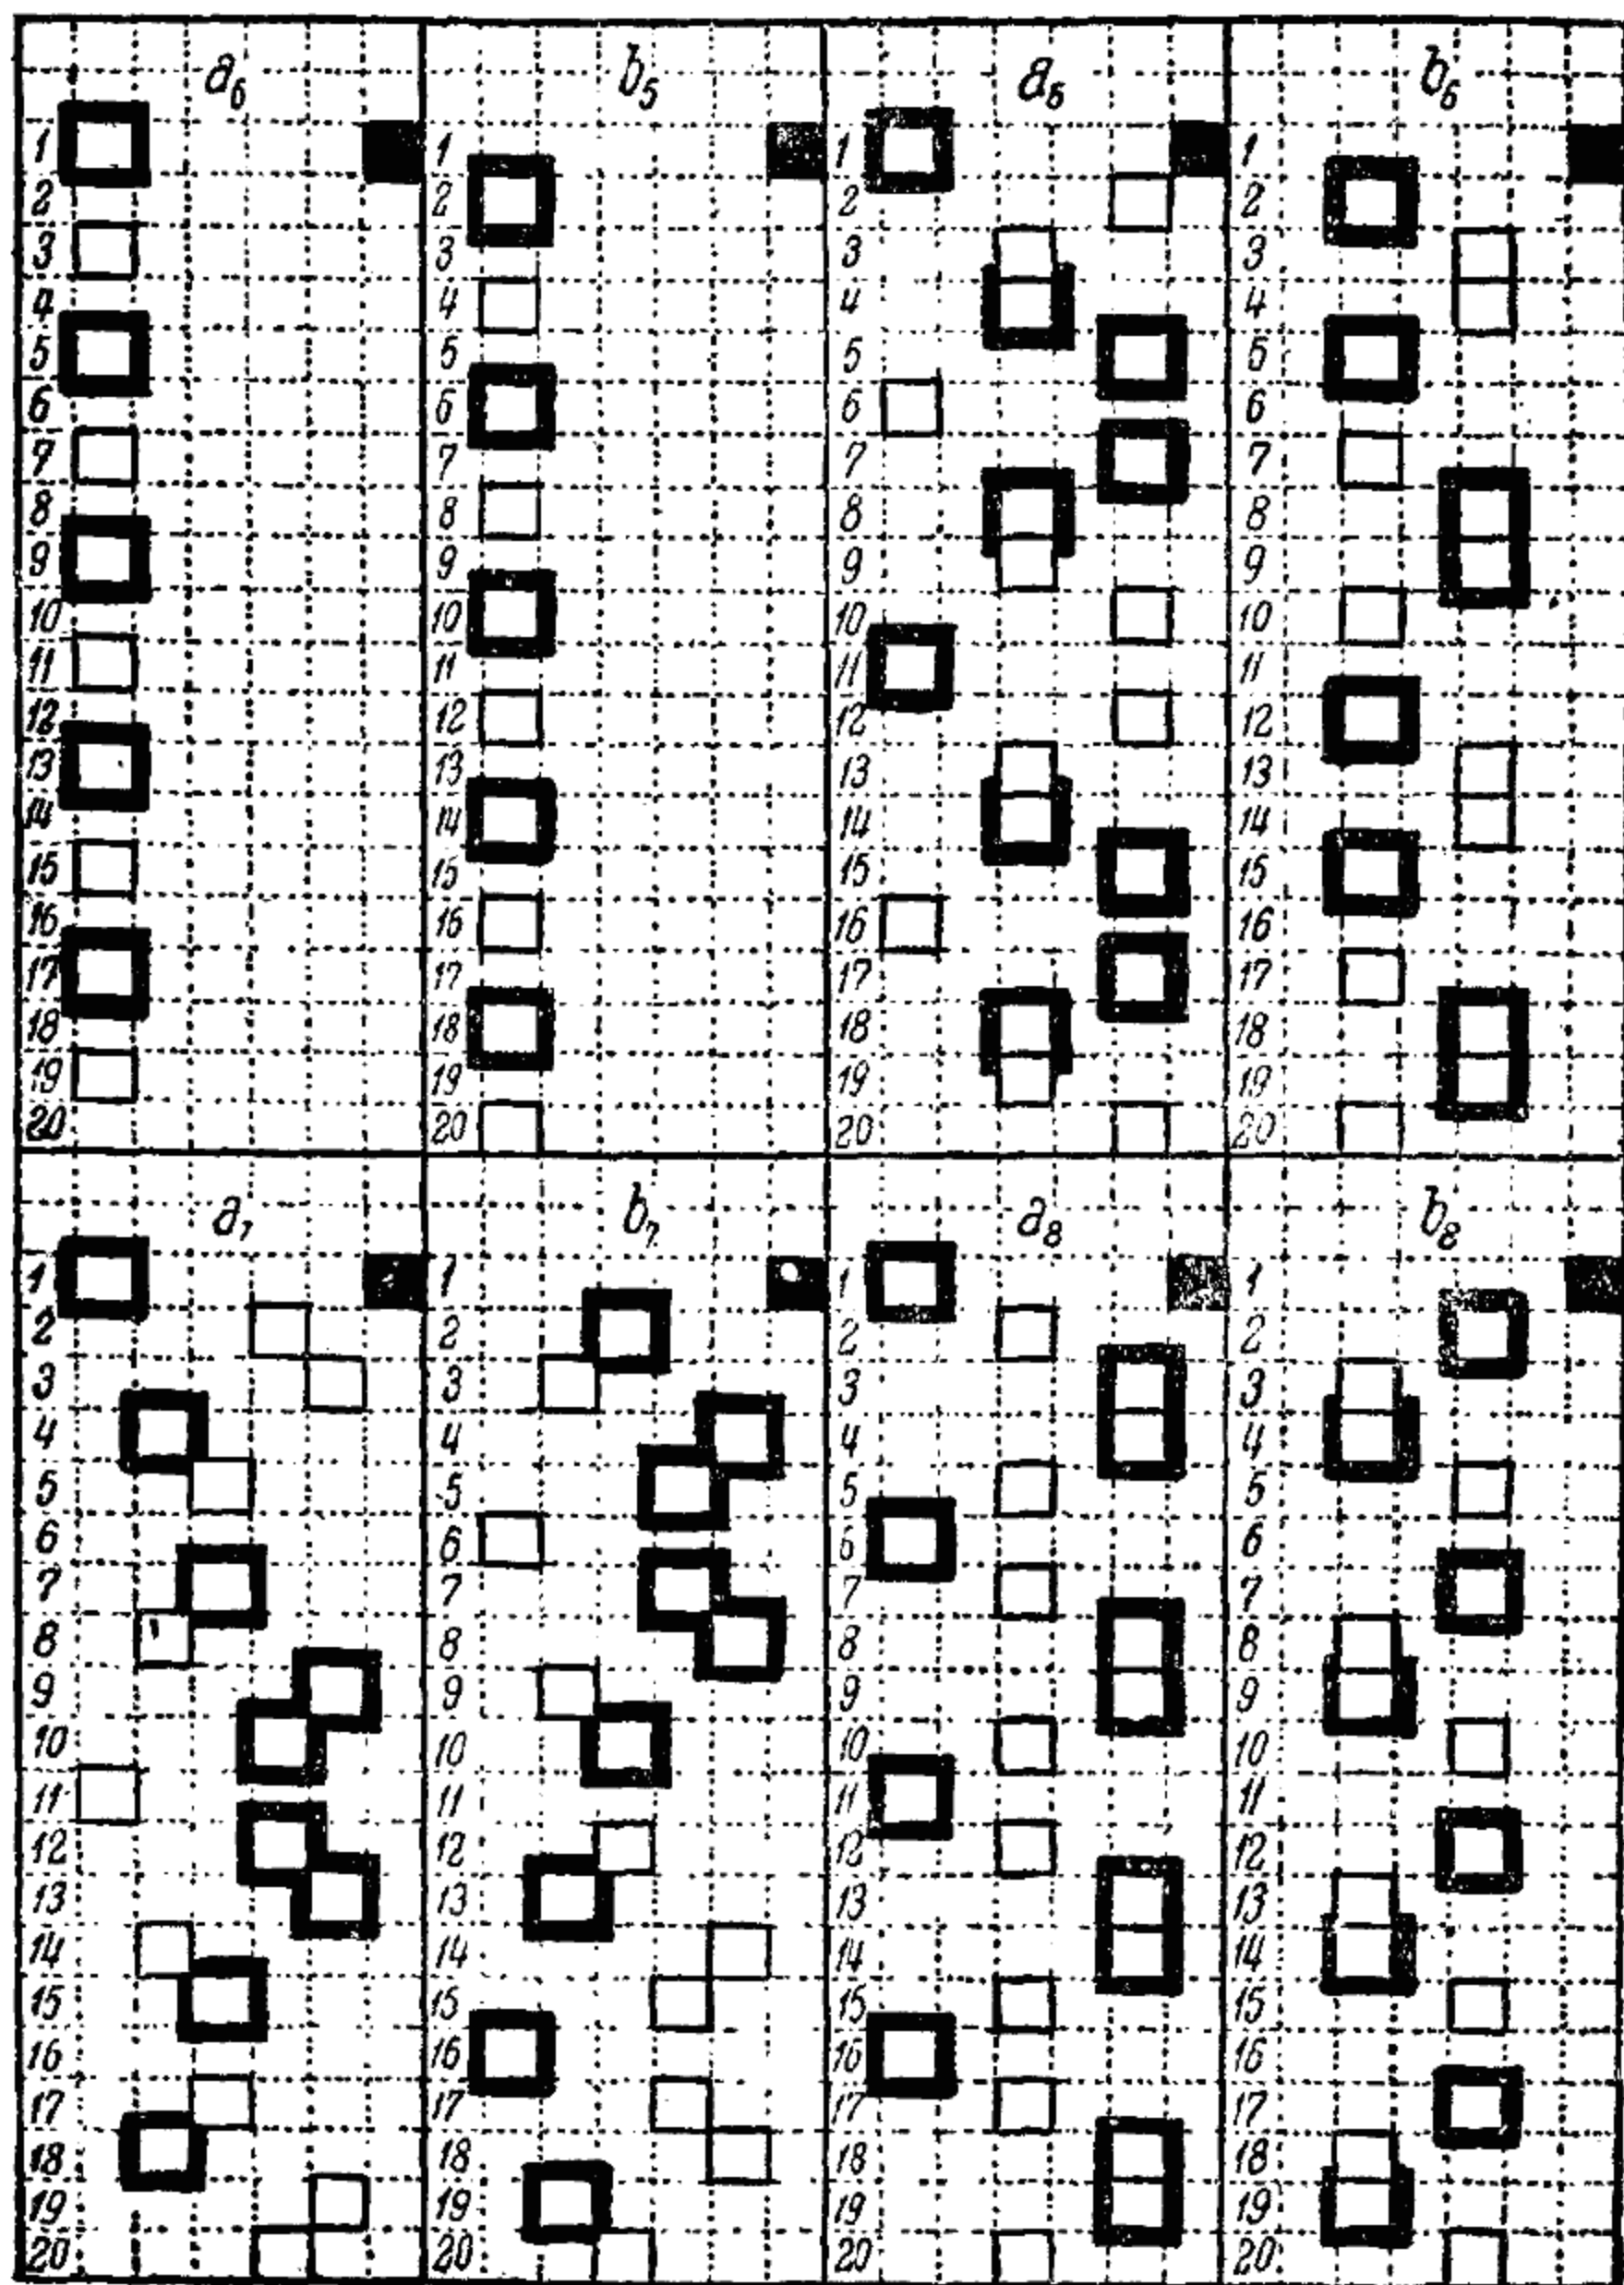 a₆ b₅ a₆ b₆
1 1 1 1
2 2 2 2
3 3 3 3
4 4 4 4
5 5 5 5
6 6 6 6
7 7 7 7
8 8 8 8
9 9 9 9
10 10 10 10
11 11 11 11
12 12 12 12
13 13 13 13
14 14 14 14
15 15 15 15
16 16 16 16
17 17 17 17
18 18 18 18
19 19 19 19
20 20 20 20
a₇ b₇ a₈ b₈
1 1 1 1
2 2 2 2
3 3 3 3
4 4 4 4
5 5 5 5
6 6 6 6
7 7 7 7
8 8 8 8
9 9 9 9
10 10 10 10
11 11 11 11
12 12 12 12
13 13 13 13
14 14 14 14
15 15 15 15
16 16 16 16
17 17 17 17
18 18 18 18
19 19 19 19
20 20 20 20